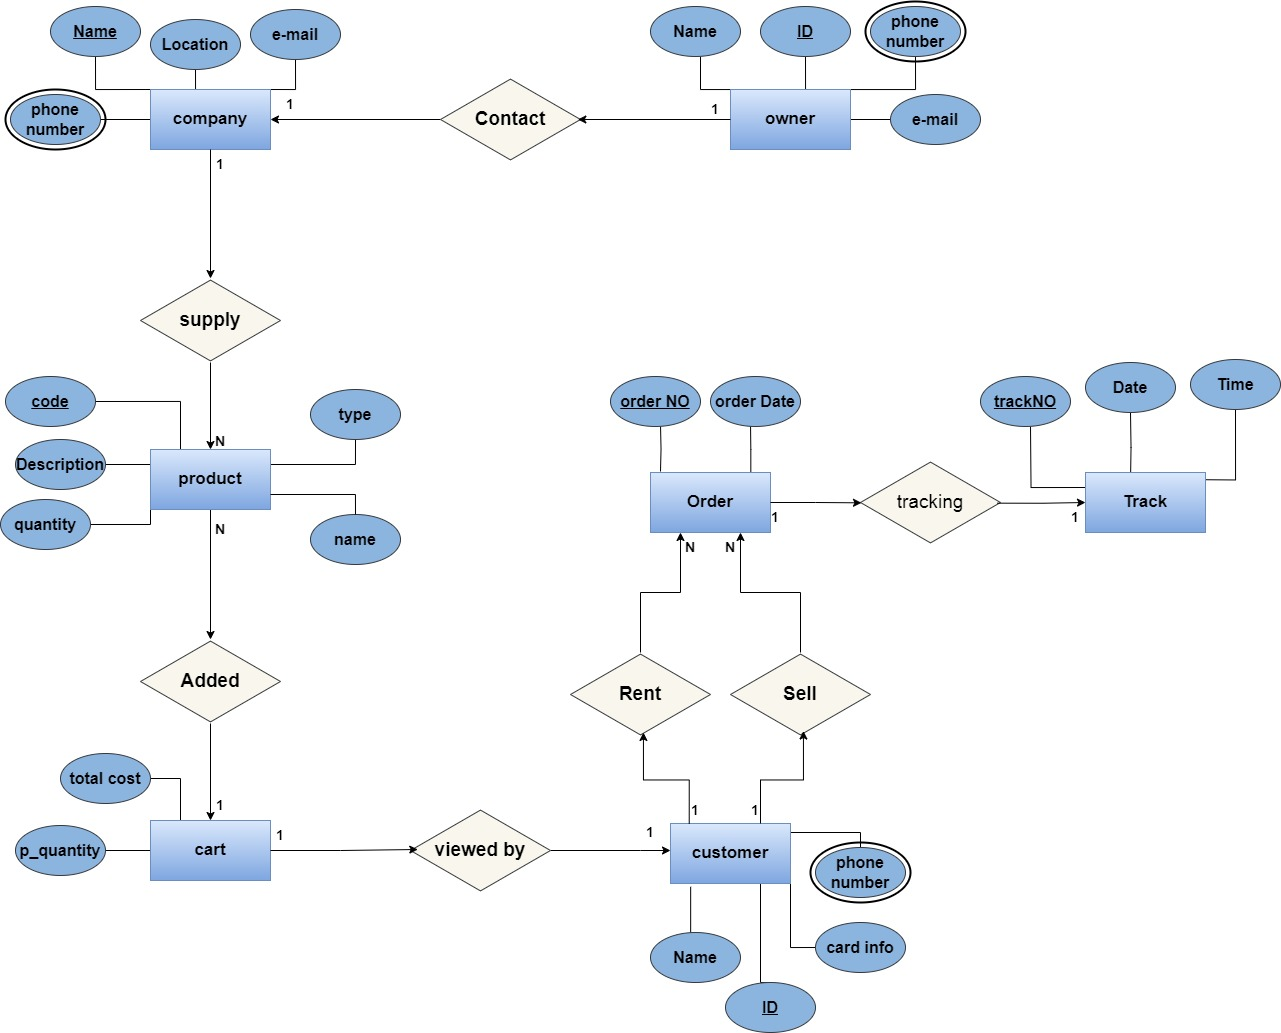 Name
Location
e-mail
Name
ID
phone
number
phone
number
company
1
Contact
1
owner
e-mail
1
supply
code
type
order NO
order Date
trackNO
Date
Time
N
Description
product
quantity
N
name
Order
1
tracking
1
Track
N
N
Added
Rent
Sell
total cost
1
1
1
p_quantity
cart
1
viewed by
1
customer
phone
number
Name
card info
ID